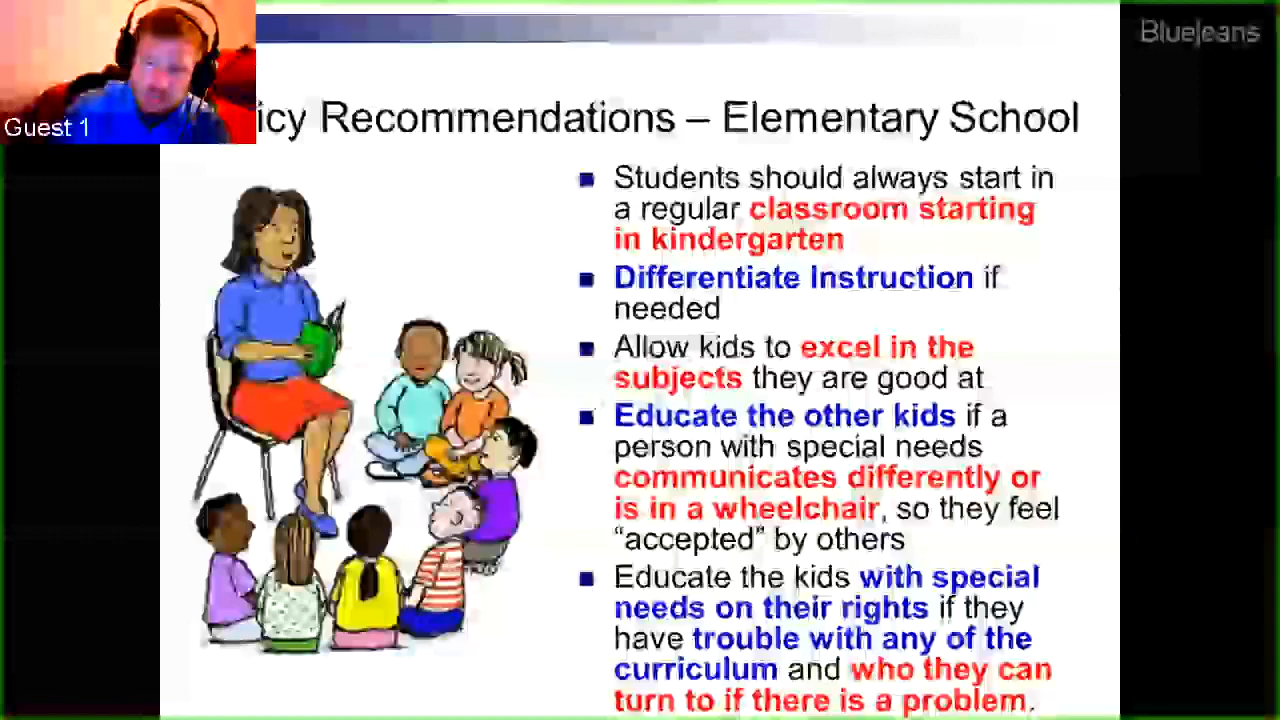 BlueJeans
Guest 1
icy Recommendations – Elementary School
■ Students should always start in
a regular classroom starting
in kindergarten
■ Differentiate Instruction if
needed
■ Allow kids to excel in the
subjects they are good at
■ Educate the other kids if a
person with special needs
communicates differently or
is in a wheelchair, so they feel
“accepted” by others
■ Educate the kids with special
needs on their rights if they
have trouble with any of the
curriculum and who they can
turn to if there is a problem.